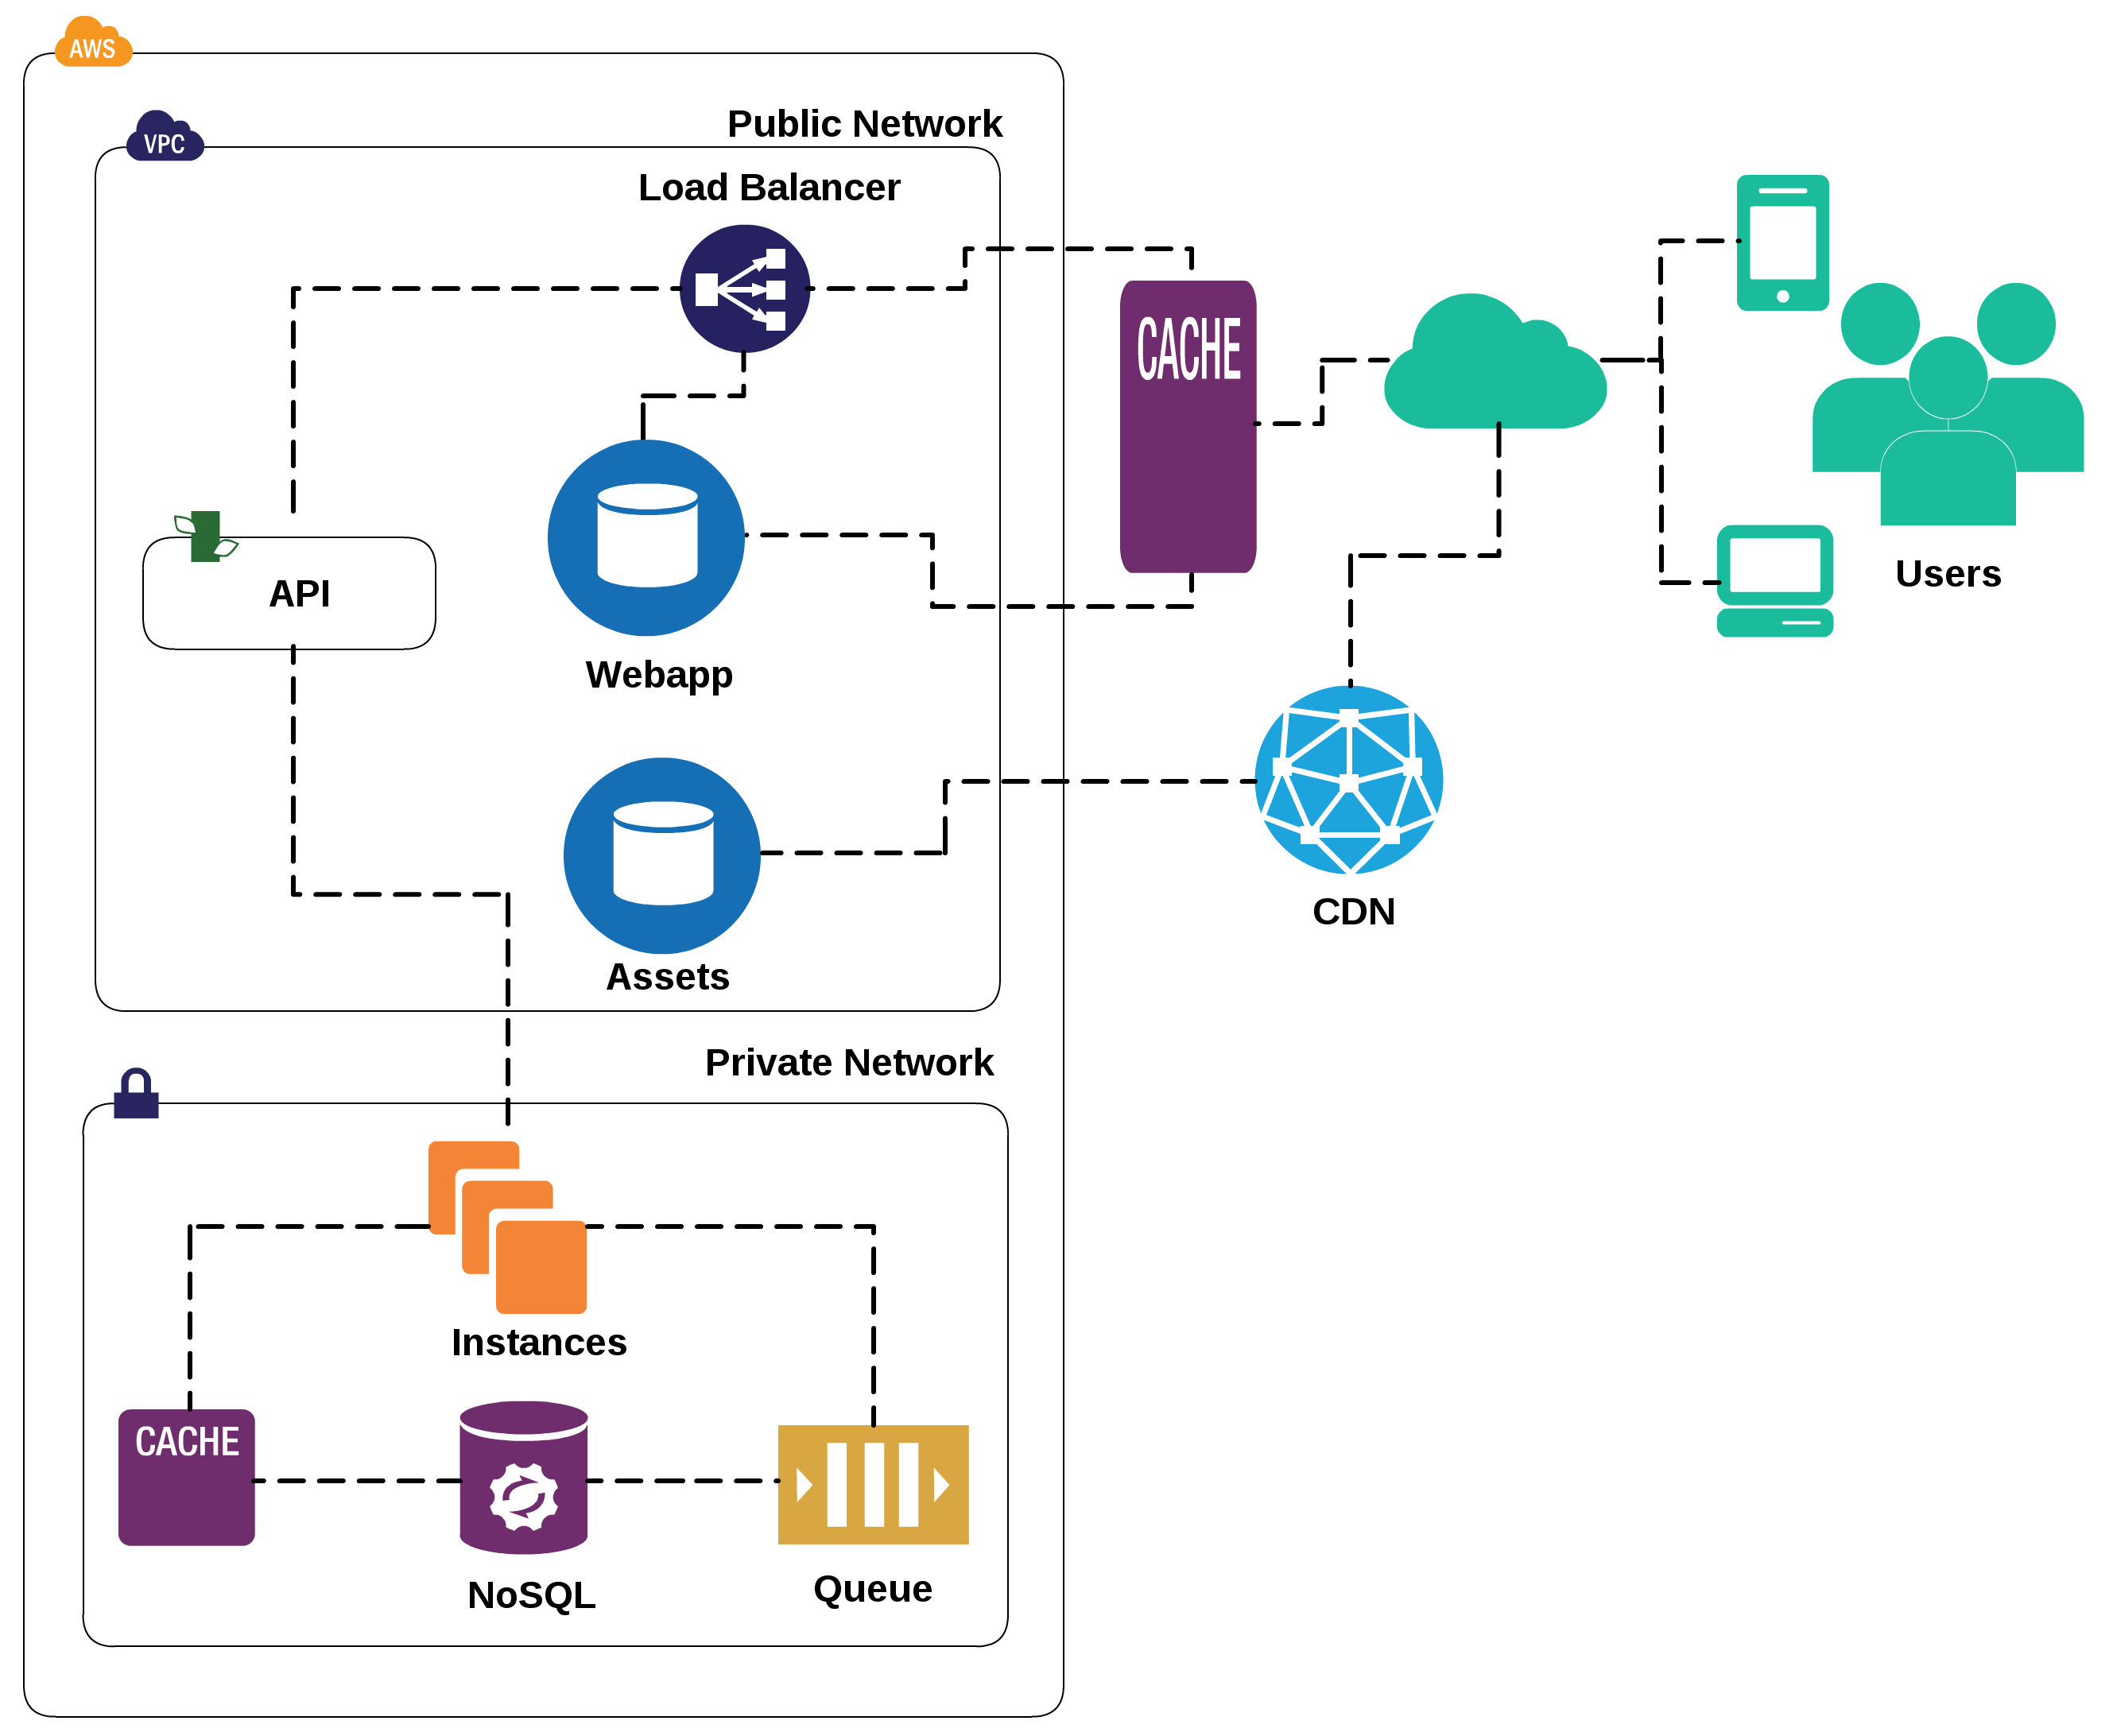 AWS
Public Network
VPC
Load Balancer
CACHE
API
Users
Webapp
CDN
Assets
Private Network
Instances
CACHE
NoSQL
Queue